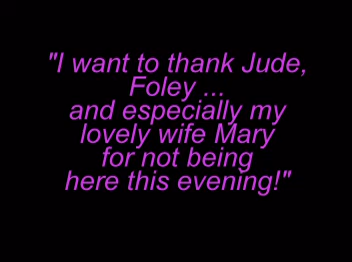 "I want to thank Jude,
Foley ...
and especially my
lovely wife Mary
for not being
here this evening!"